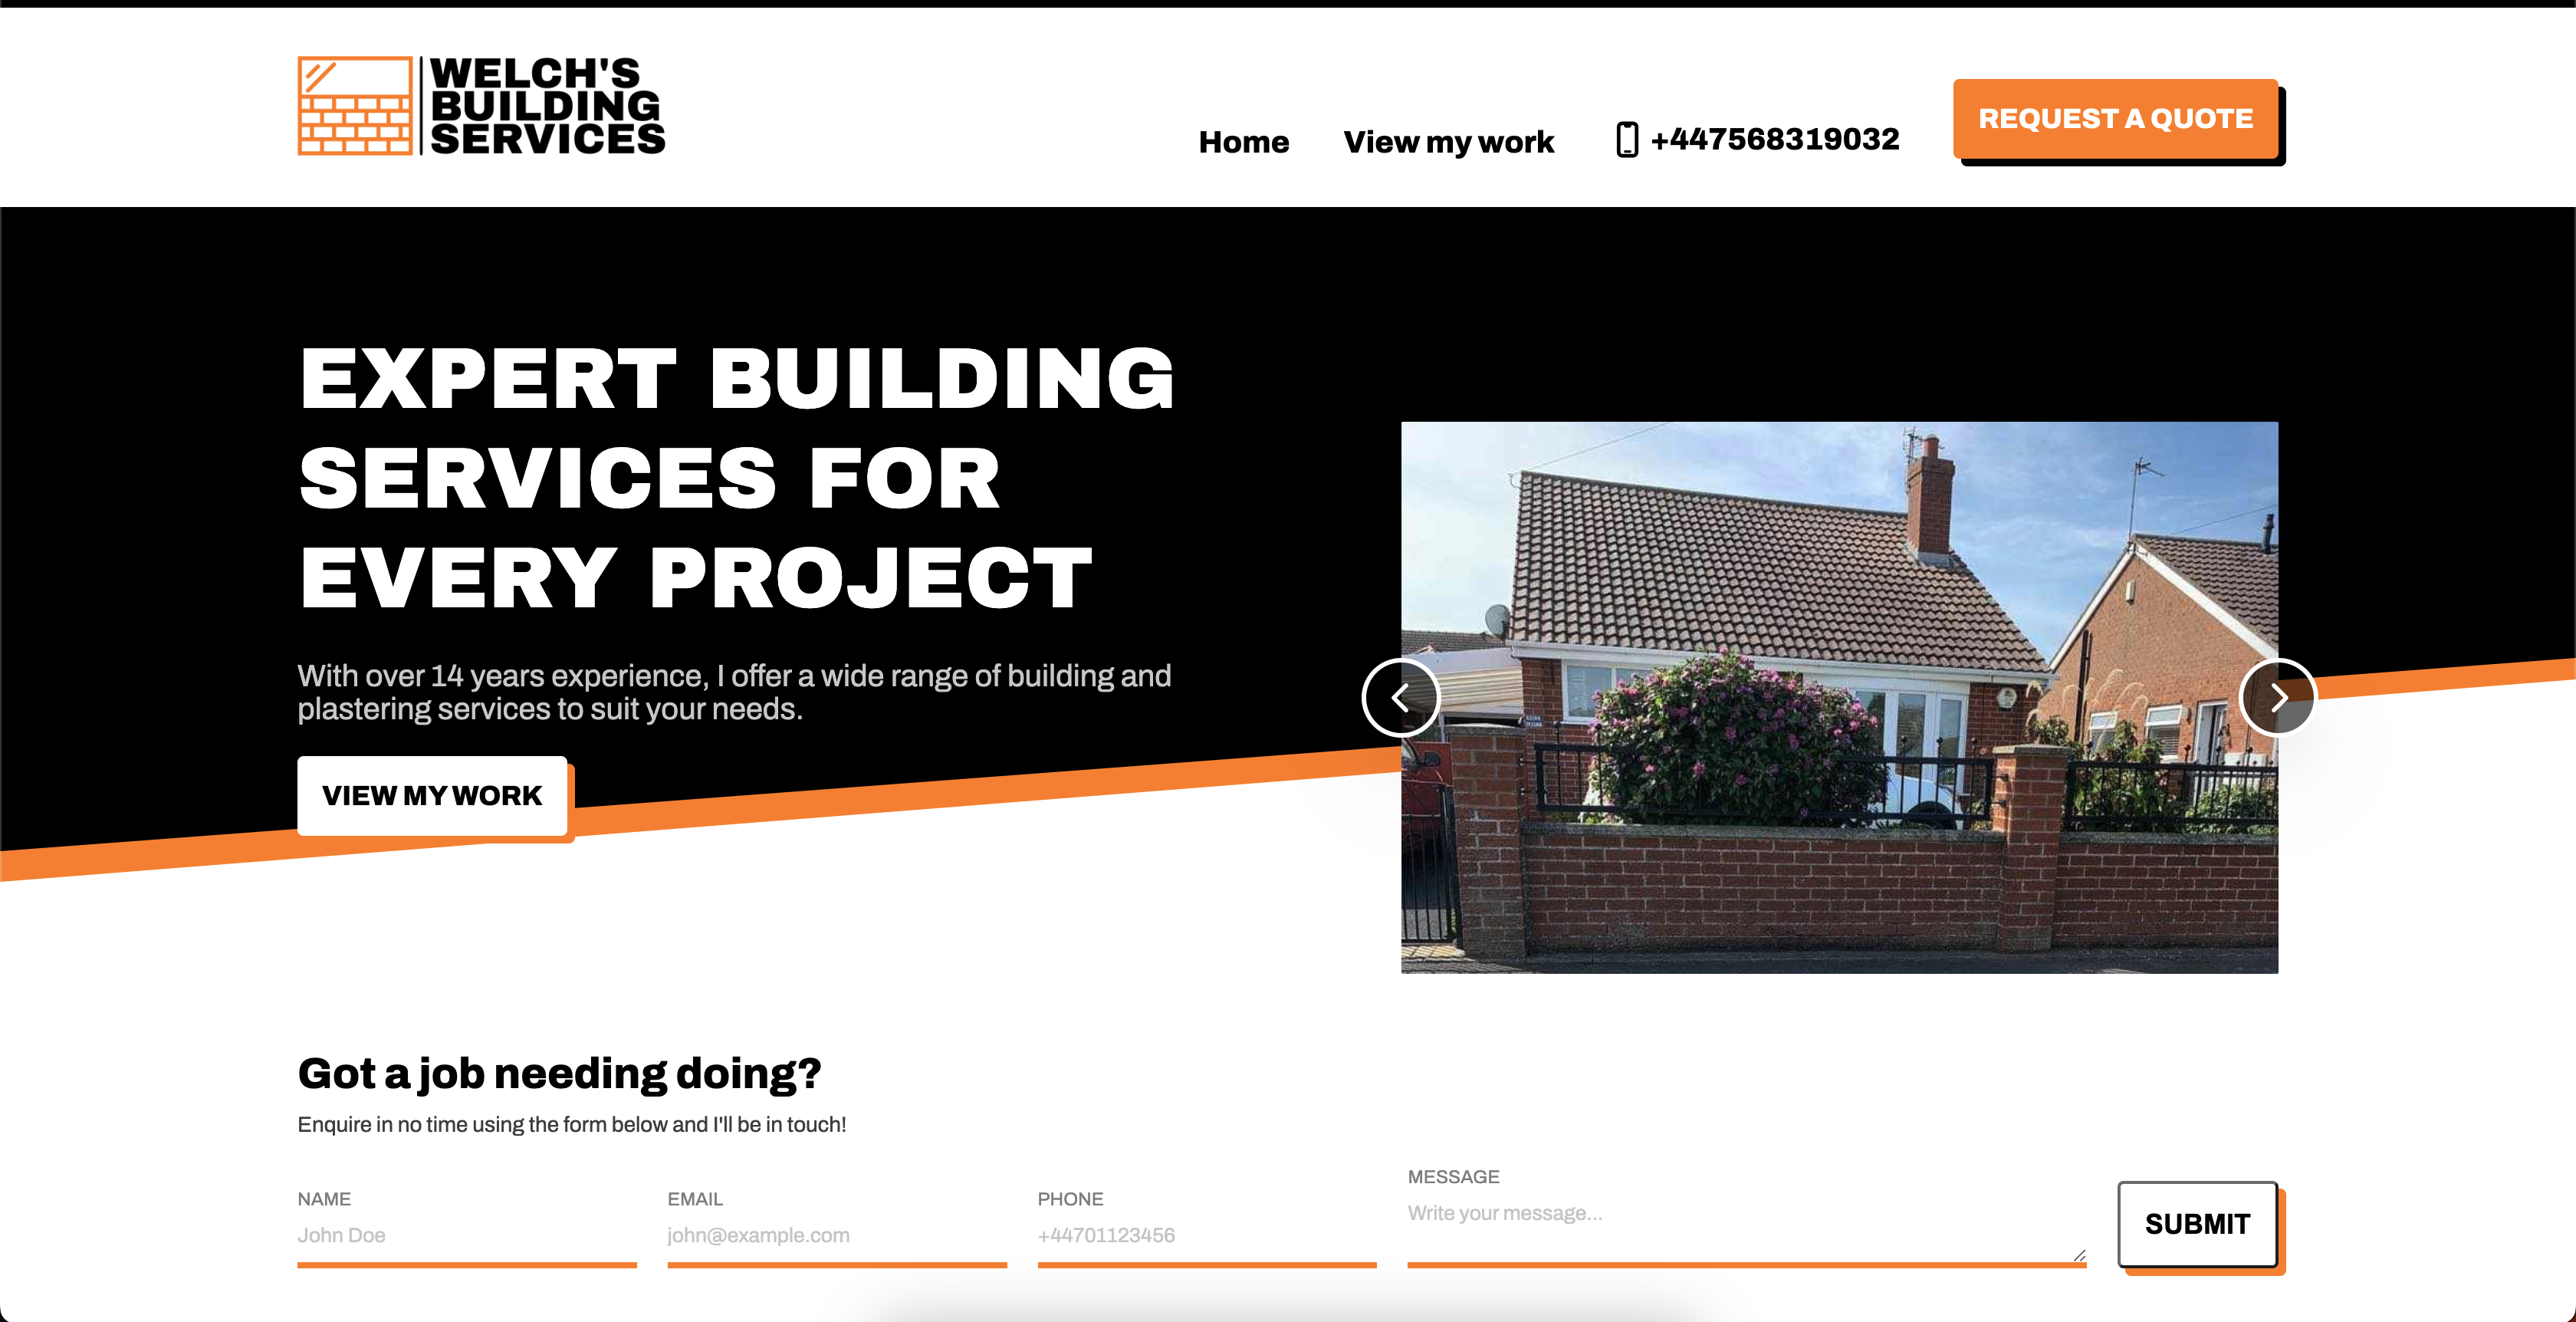 WELCH'S
BUILDING
SERVICES
Home
View my work
+447568319032
REQUEST A QUOTE
EXPERT BUILDING
SERVICES FOR
EVERY PROJECT
With over 14 years experience, I offer a wide range of building and
plastering services to suit your needs.
VIEW MY WORK
Got a job needing doing?
Enquire in no time using the form below and I'll be in touch!
NAME
John Doe
EMAIL
john@example.com
PHONE
+44701123456
MESSAGE
Write your message...
SUBMIT